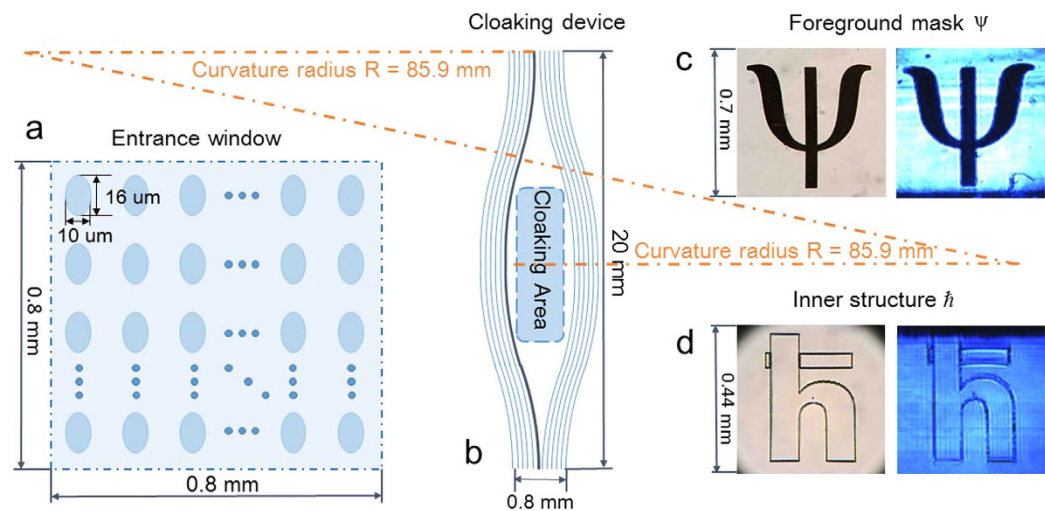 Cloaking device
Foreground mask Ψ
Curvature radius R = 85.9 mm
c
0.7 mm
a
Entrance window
16 um
10 um
0.8 mm
0.8 mm
Cloaking Area
20 mm
Curvature radius R = 85.9 mm
b
0.8 mm
Inner structure ℏ
d
0.44 mm
Ψ
Ψ
ℏ
ℏ